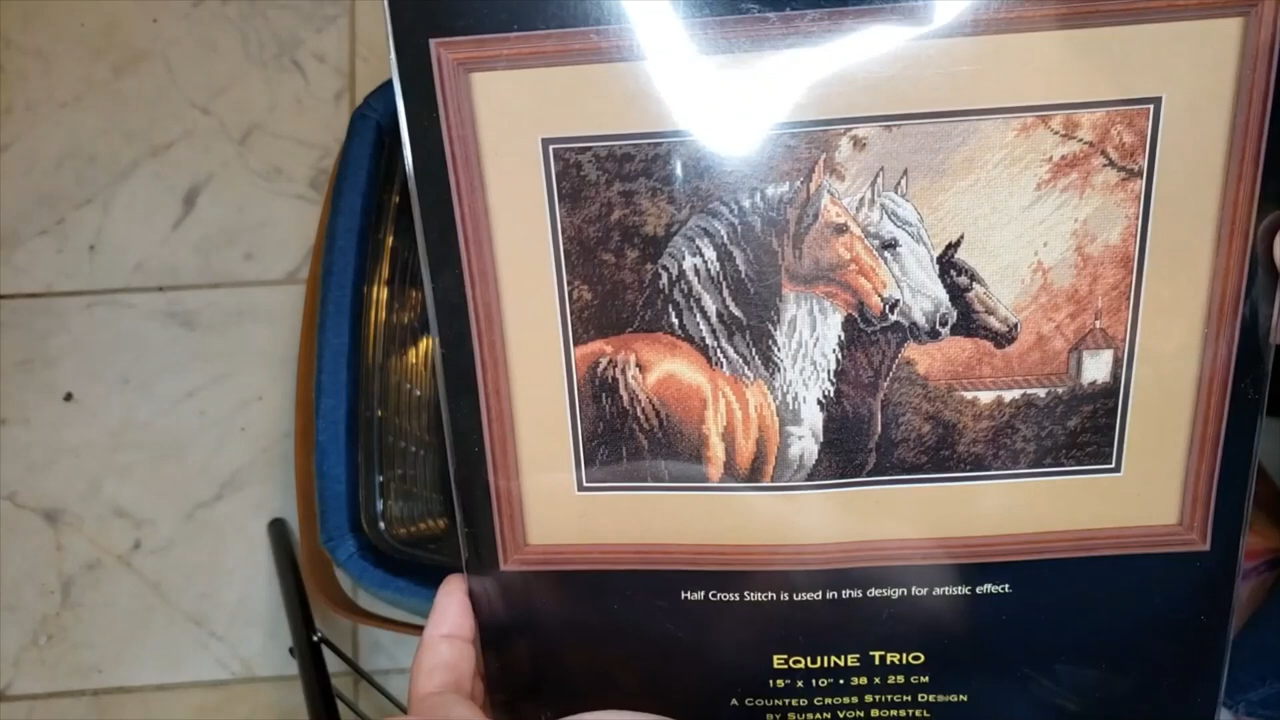 Half Cross Stitch is used in this design for artistic effect.
EQUINE TRIO
15" x 10" • 38 x 25 CM
A COUNTED CROSS STITCH DESIGN
BY SUSAN VON BORSTEL